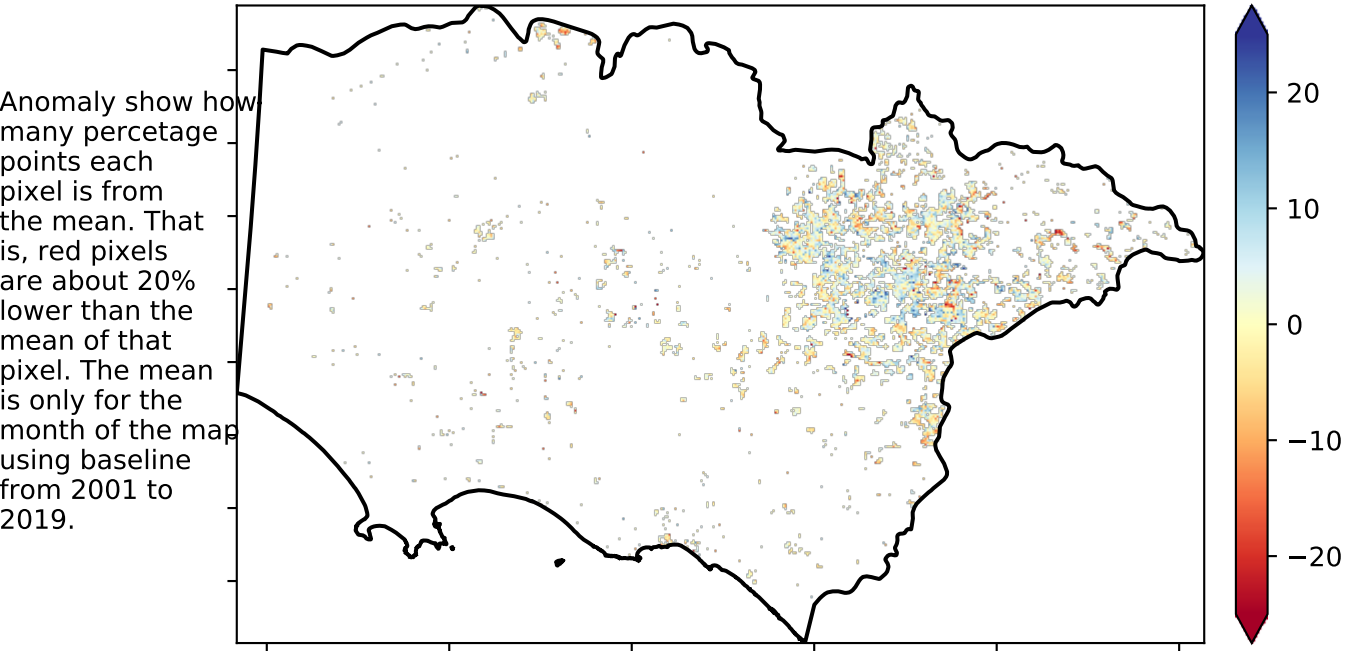 Anomaly show how
many percetage
points each
pixel is from
the mean. That
is, red pixels
are about 20%
lower than the
mean of that
pixel. The mean
is only for the
month of the map
using baseline
from 2001 to
2019.
20
10
0
−10
−20